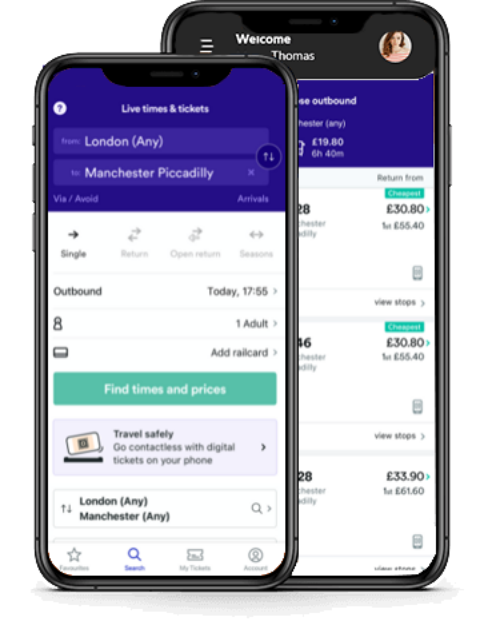 Welcome
Thomas
?
Live times & tickets
from: London (Any)
to: Manchester Piccadilly
Via / Avoid
Arrivals
Single
Return
Open return
Seasons
Outbound
Today, 17:55
1 Adult
Add railcard
Find times and prices
Travel safely
Go contactless with digital
tickets on your phone
London (Any)
Manchester (Any)
Favourites
Search
My Tickets
Account
se outbound
hester (any)
£19.80
6h 40m
Return from
Cheapest
28
£30.80
chester
1st £55.40
adilly
view stops
Cheapest
46
£30.80
chester
1st £55.40
adilly
view stops
28
£33.90
chester
1st £61.60
adilly
view stops